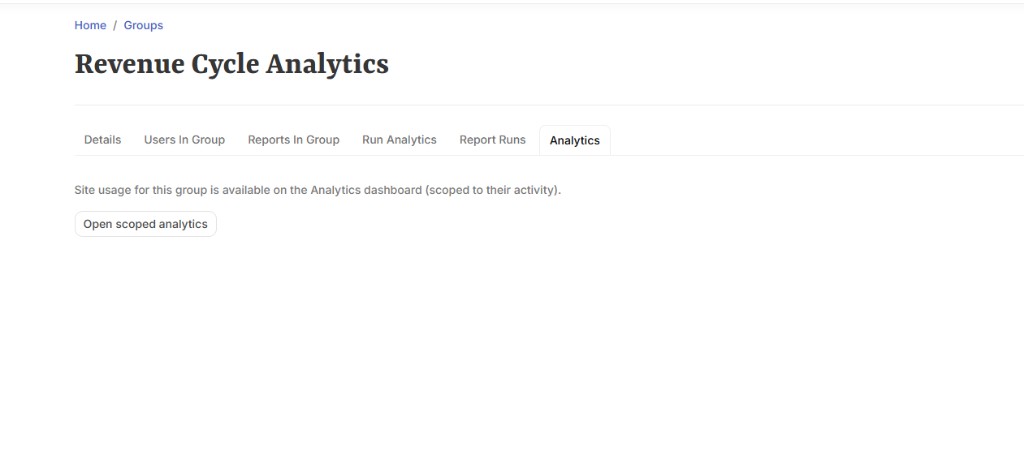 Home / Groups
Revenue Cycle Analytics
Details Users In Group Reports In Group Run Analytics Report Runs Analytics
Site usage for this group is available on the Analytics dashboard (scoped to their activity).
Open scoped analytics